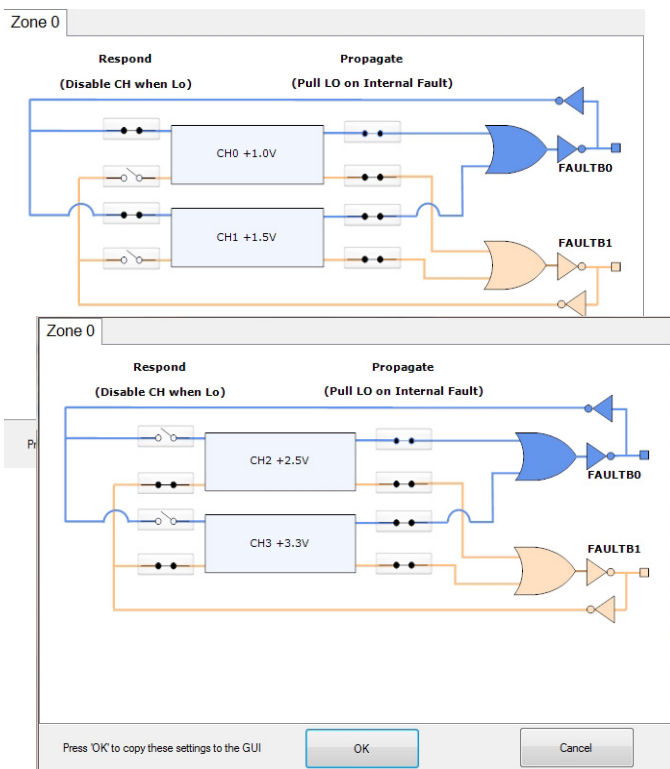 Zone 0
Respond Propagate
(Disable CH when Lo) (Pull LO on Internal Fault)
CH0 +1.0V
FAULTB0
CH1 +1.5V
FAULTB1
Zone 0
Respond Propagate
(Disable CH when Lo) (Pull LO on Internal Fault)
CH2 +2.5V
FAULTB0
CH3 +3.3V
FAULTB1
Press 'OK' to copy these settings to the GUI OK Cancel